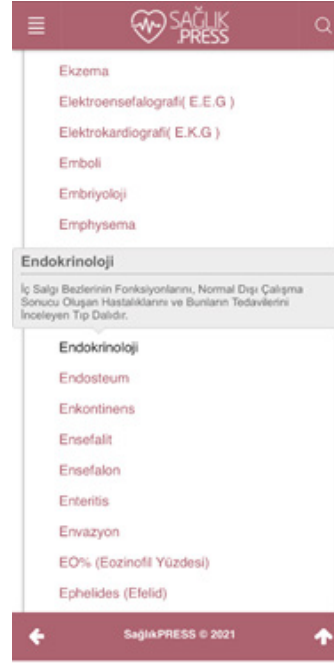 SAĞLIK
.PRESS
Ekzema
Elektroensefalografi( E.E.G )
Elektrokardiografi( E.K.G )
Emboli
Embriyoloji
Emphysema
Endokrinoloji
İç Salgı Bezlerinin Fonksiyonlarını, Normal Dışı Çalışma
Sonucu Oluşan Hastalıklarını ve Bunların Tedavilerini
İnceleyen Tıp Dalıdır.
Endokrinoloji
Endosteum
Enkontinens
Ensefalit
Ensefalon
Enteritis
Envazyon
EO% (Eozinofil Yüzdesi)
Ephelides (Efelid)
SağlıkPRESS © 2021